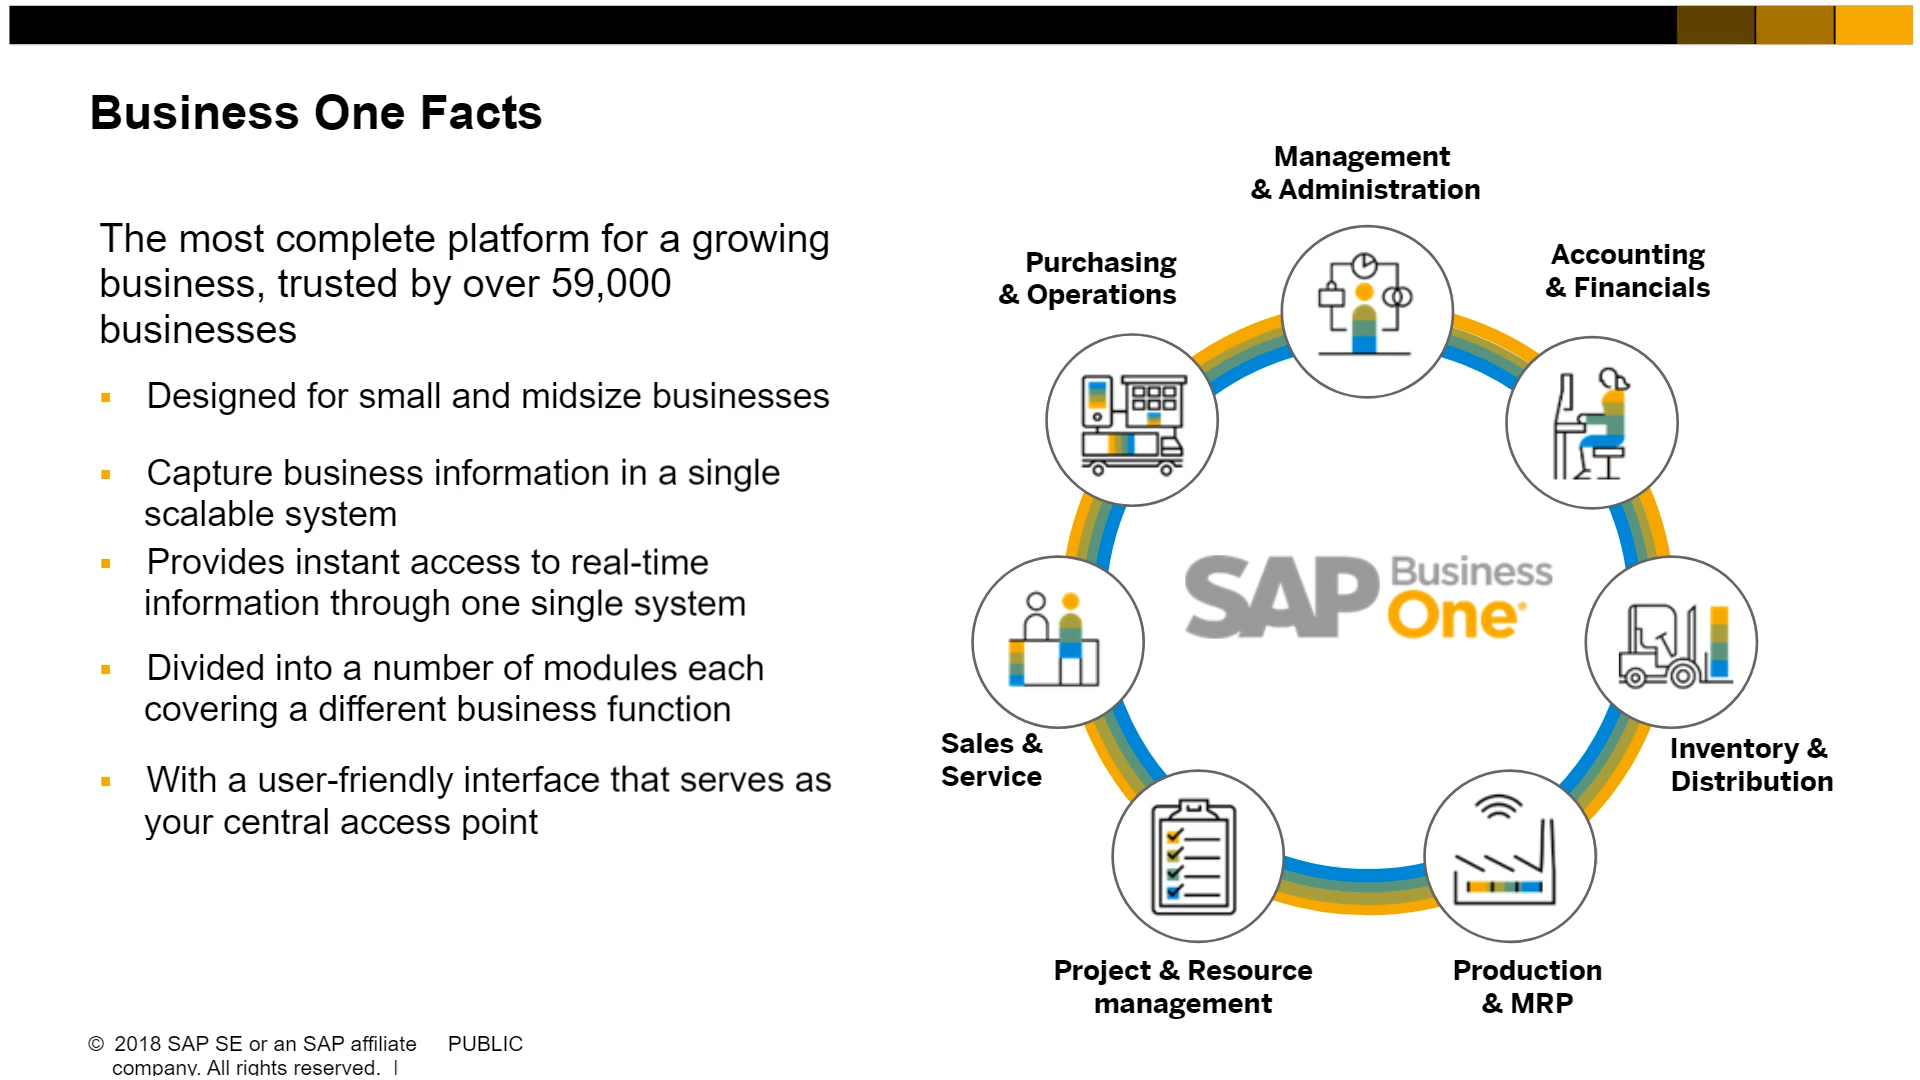 Business One Facts
The most complete platform for a growing
business, trusted by over 59,000
businesses
▪ Designed for small and midsize businesses
▪ Capture business information in a single
scalable system
▪ Provides instant access to real-time
information through one single system
▪ Divided into a number of modules each
covering a different business function
▪ With a user-friendly interface that serves as
your central access point
Management
& Administration
Purchasing
& Operations
Accounting
& Financials
SAP Business
One
Sales &
Service
Inventory &
Distribution
Project & Resource
management
Production
& MRP
© 2018 SAP SE or an SAP affiliate PUBLIC
company. All rights reserved. |